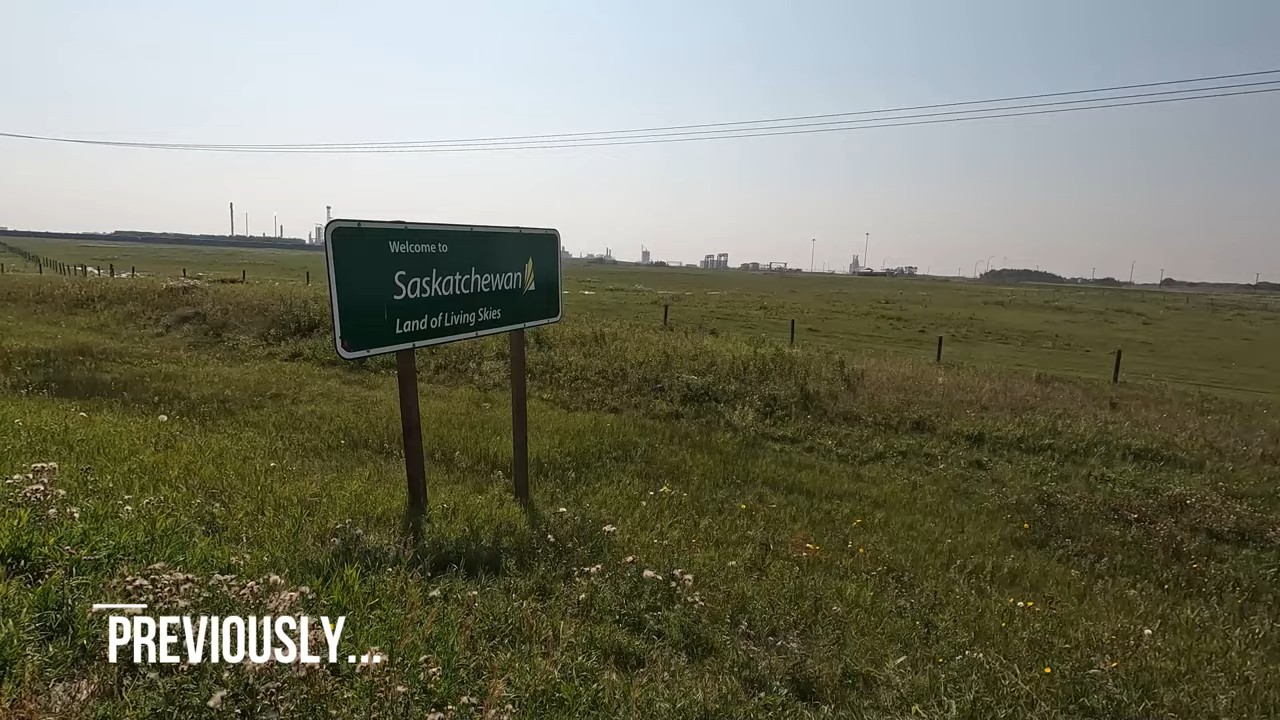 Welcome to
Saskatchewan
Land of Living Skies
PREVIOUSLY...